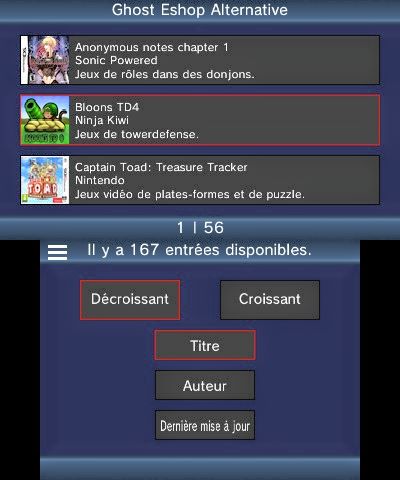 Ghost Eshop Alternative
Anonymous notes chapter 1
Sonic Powered
Jeux de rôles dans des donjons.
Bloons TD4
Ninja Kiwi
Jeux de towerdefense.
Captain Toad: Treasure Tracker
Nintendo
Jeux vidéo de plates-formes et de puzzle.
1 | 56
Il y a 167 entrées disponibles.
Décroissant
Croissant
Titre
Auteur
Dernière mise à jour